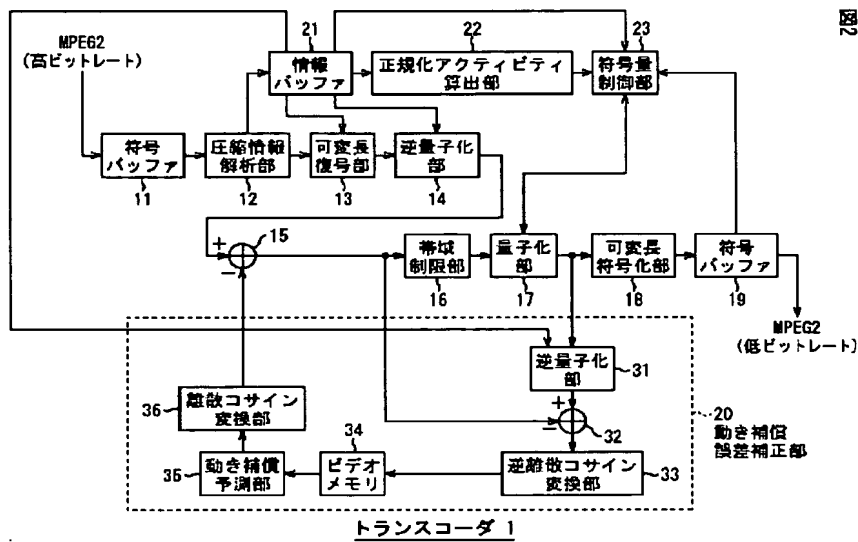 図2
MPEG2
(高ビットレート)
21
情報
バッファ
22
正規化アクティビティ
算出部
23
符号量
制御部
符号
バッファ
11
圧縮情報
解析部
12
可変長
復号部
13
逆量子化
部
14
+
−
15
帯域
制限部
16
量子化
部
17
可変長
符号化部
18
符号
バッファ
19
MPEG2
(低ビットレート)
逆量子化
部
31
+
−
32
逆離散コサイン
変換部
33
34
ビデオ
メモリ
動き補償
予測部
35
離散コサイン
変換部
36
20
動き補償
誤差補正部
トランスコーダ 1